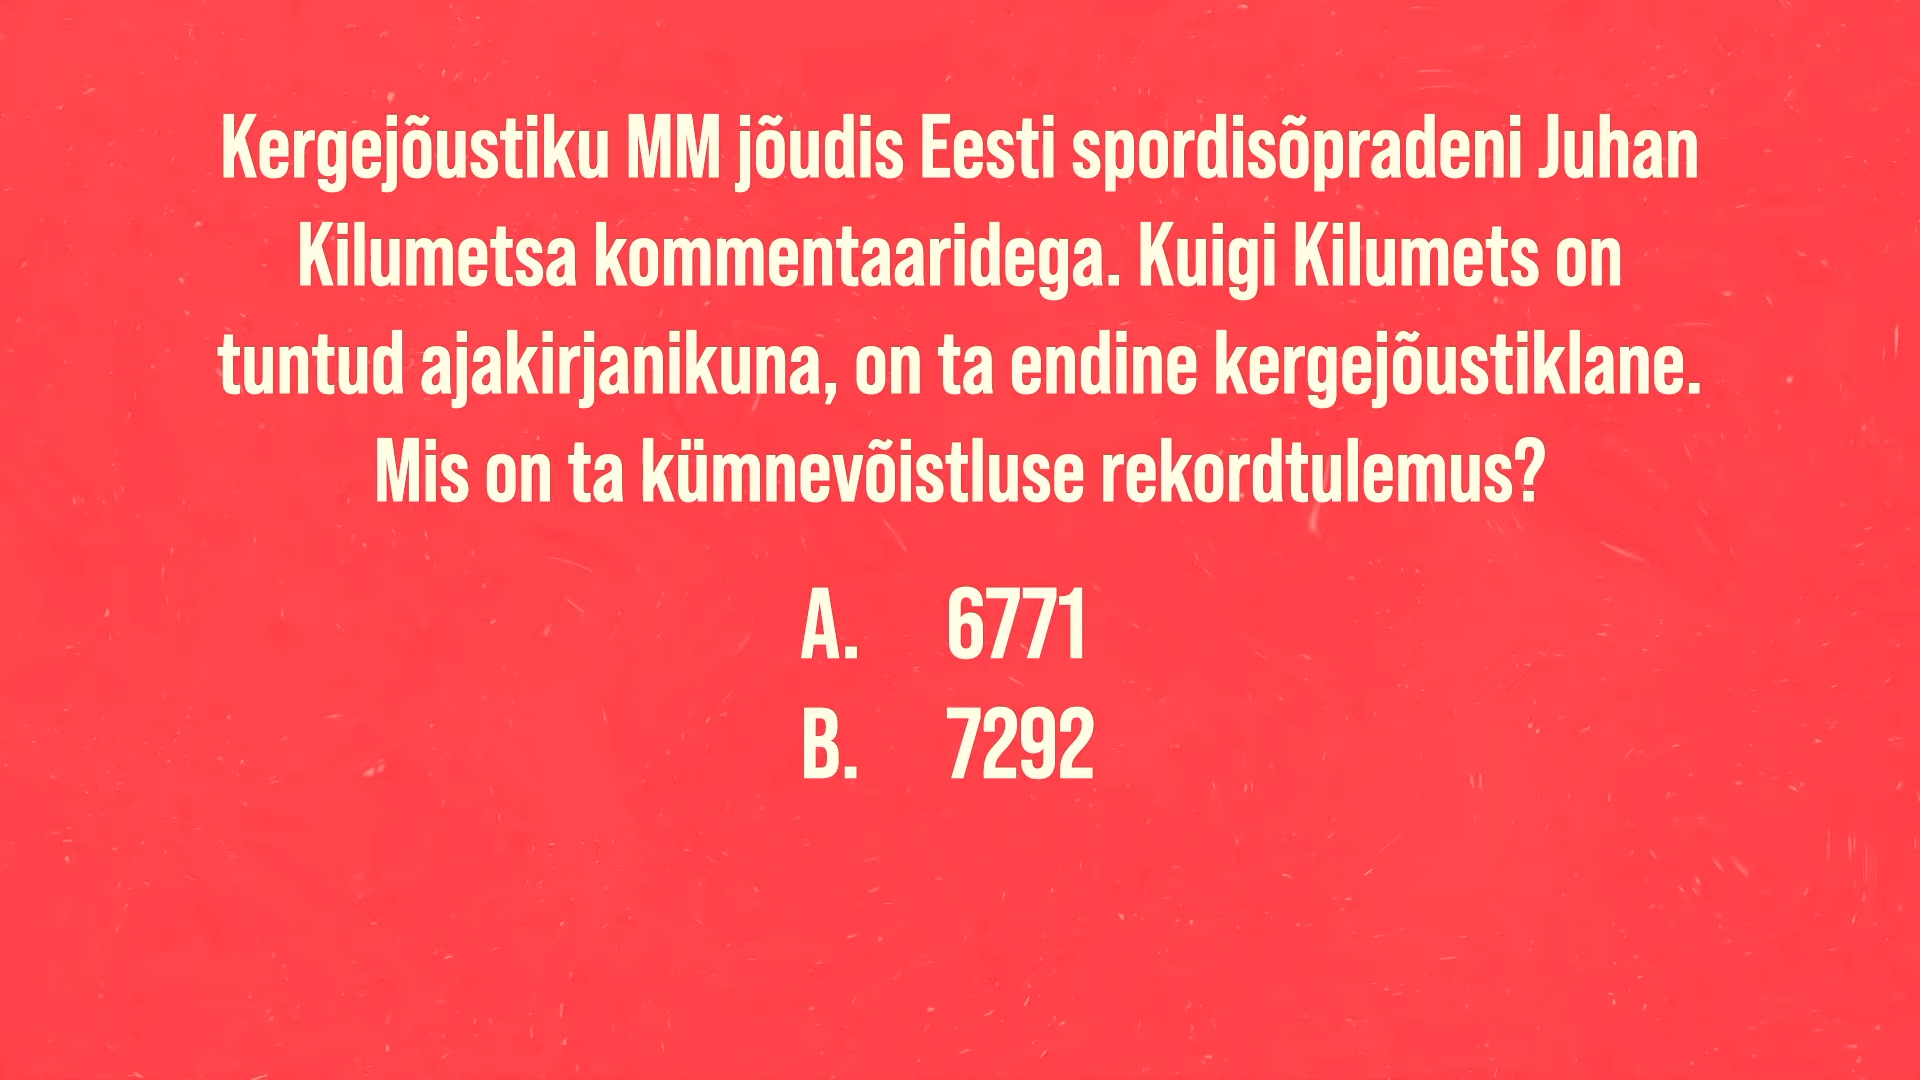 Kergejõustiku MM jõudis Eesti spordisõpradeni Juhan
Kilumetsa kommentaaridega. Kuigi Kilumets on
tuntud ajakirjanikuna, on ta endine kergejõustiklane.
Mis on ta kümnevõistluse rekordtulemus?
A. 6771
B. 7292